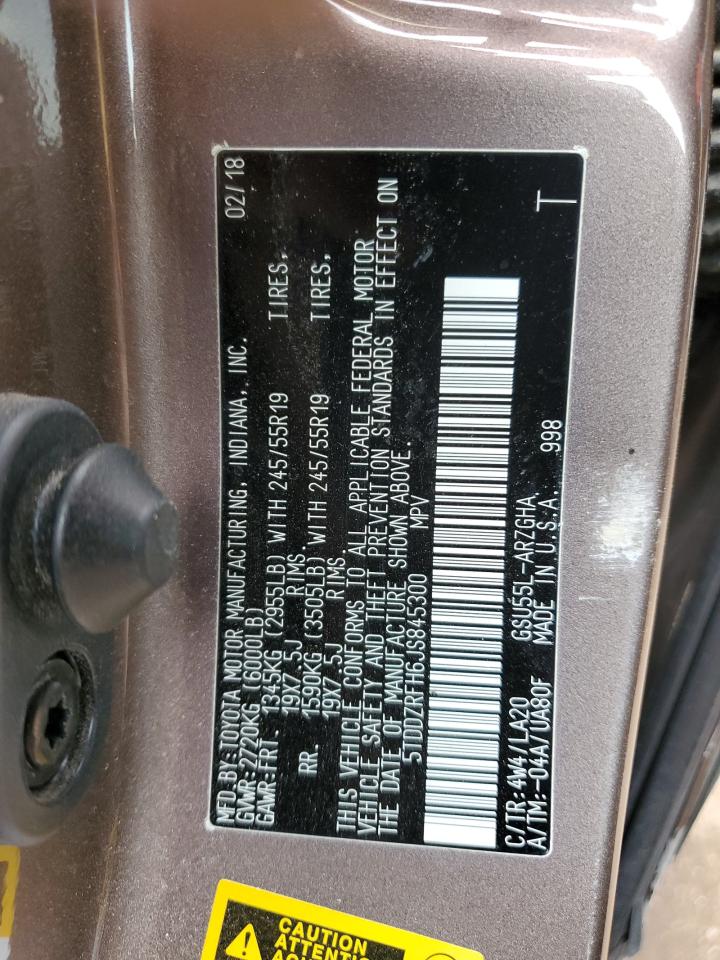 MFD.BY:TOYOTA MOTOR MANUFACTURING, INDIANA, INC. 02/18
GVWR:2720KG (6000LB)
GAWR:FRT. 1345KG (2955LB) WITH 245/55R19 TIRES,
19X7.5J RIMS,
RR. 1590KG (3505LB) WITH 245/55R19 TIRES,
19X7.5J RIMS.
THIS VEHICLE CONFORMS TO ALL APPLICABLE FEDERAL MOTOR
VEHICLE SAFETY AND THEFT PREVENTION STANDARDS IN EFFECT ON
THE DATE OF MANUFACTURE SHOWN ABOVE.
5TDDZRFH6JS845300 MPV
C/TR:4W4/LA20 GSU55L-ARZGHA
A/TM:-04A/UA80F MADE IN U.S.A. 998 T
CAUTION